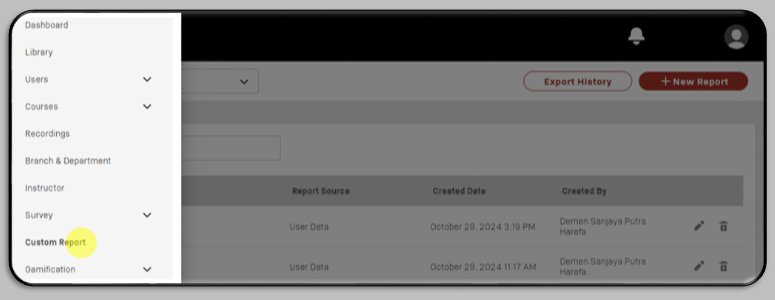 Dashboard
Library
Users
Courses
Recordings
Branch & Department
Instructor
Survey
Custom Report
Gamification
Export History
+ New Report
Report Source Created Date Created By
User Data October 29, 2024 3:19 PM Demen Sanjaya Putra
Harefa
User Data October 29, 2024 11:17 AM Demen Sanjaya Putra
Harefa